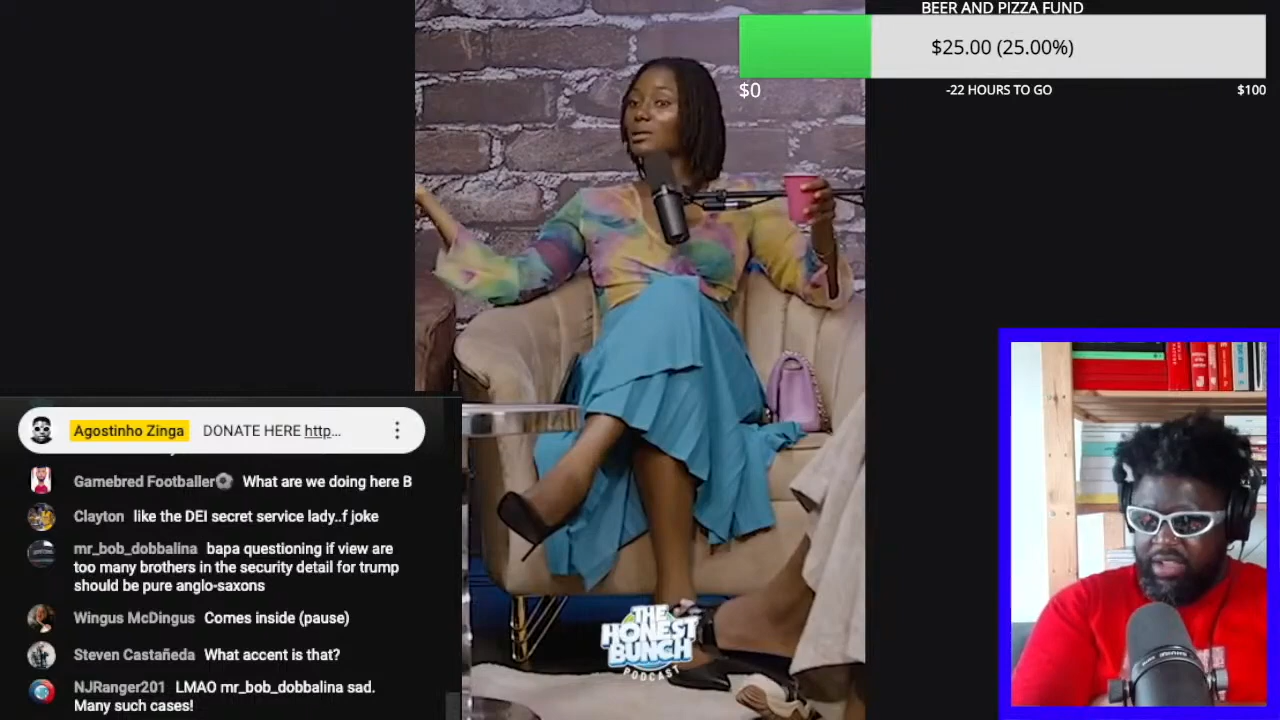 BEER AND PIZZA FUND
$25.00 (25.00%)
$0
-22 HOURS TO GO
$100
Agostinho Zinga DONATE HERE http...
Gamebred Footballer⚽ What are we doing here B
Clayton like the DEI secret service lady..f joke
mr_bob_dobbalina bapa questioning if view are
too many brothers in the security detail for trump
should be pure anglo-saxons
Wingus McDingus Comes inside (pause)
Steven Castañeda What accent is that?
NJRanger201 LMAO mr_bob_dobbalina sad.
Many such cases!
THE
HONEST
BUNCH
PODCAST